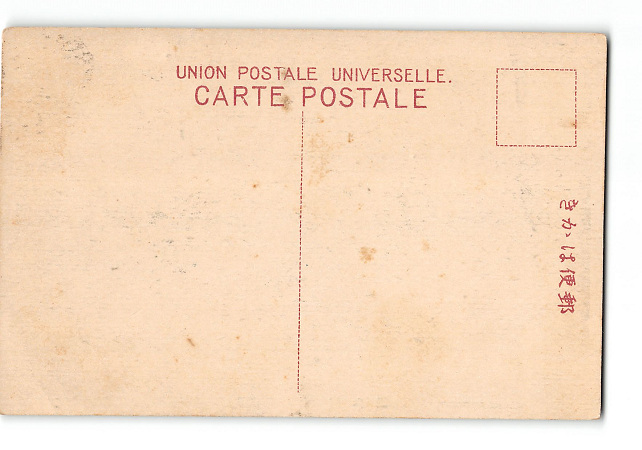 UNION POSTALE UNIVERSELLE.
CARTE POSTALE
郵便はかき